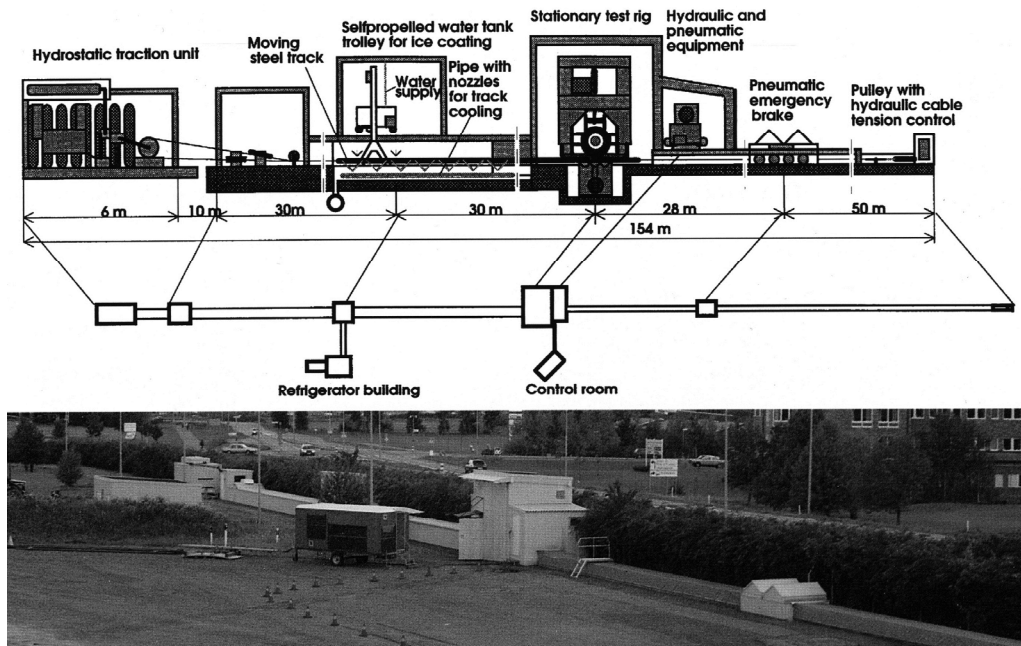 Hydrostatic traction unit
Moving
steel track
Selfpropelled water tank
trolley for ice coating
Water
supply
Pipe with
nozzles
for track
cooling
Stationary test rig
Hydraulic and
pneumatic
equipment
Pneumatic
emergency
brake
Pulley with
hydraulic cable
tension control
6 m
10 m
30m
30 m
28 m
50 m
154 m
Refrigerator building
Control room